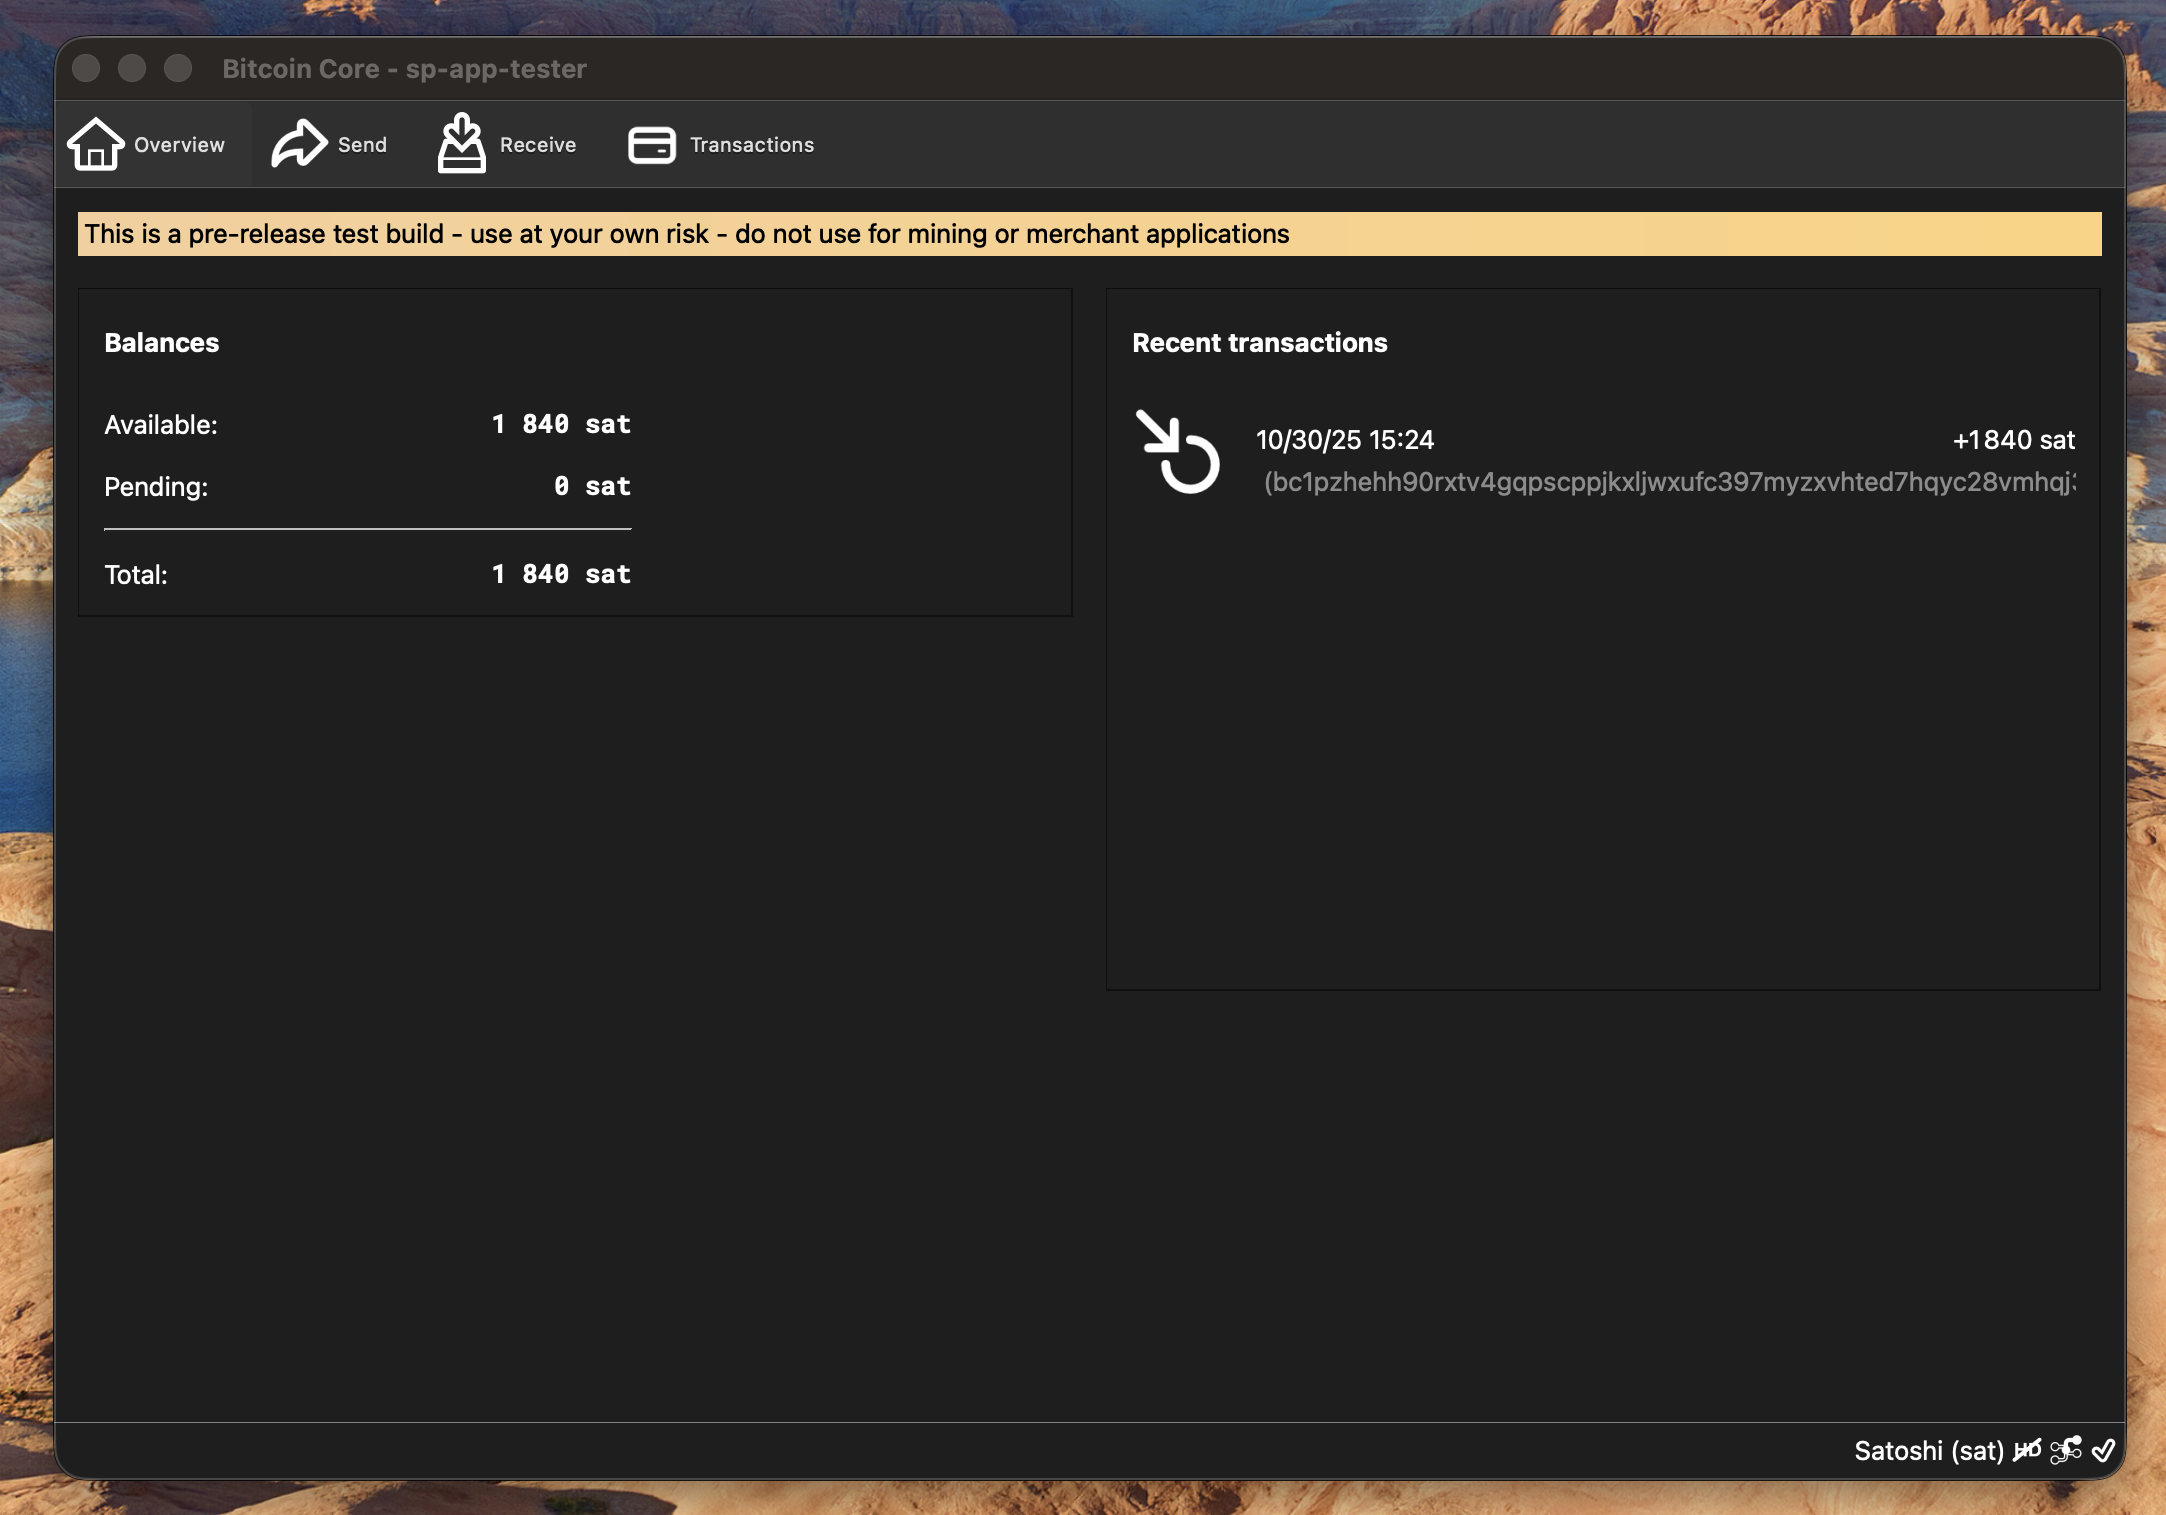 Bitcoin Core - sp-app-tester
Overview
Send
Receive
Transactions
This is a pre-release test build - use at your own risk - do not use for mining or merchant applications
Balances
Available: 1 840 sat
Pending: 0 sat
Total: 1 840 sat
Recent transactions
10/30/25 15:24 +1 840 sat
(bc1pzhehh90rxtv4gqpscppjkxljwxufc397myzxvhted7hqyc28vmhqj
Satoshi (sat) HD